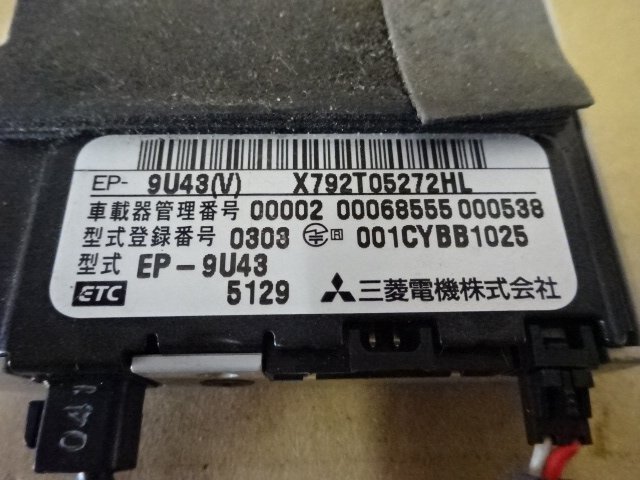 EP- 9U43(V) X792T05272HL
車載器管理番号 00002 00068555 000538
型式登録番号 0303 001CYBB1025
型式 EP-9U43
ETC 5129 三菱電機株式会社
04